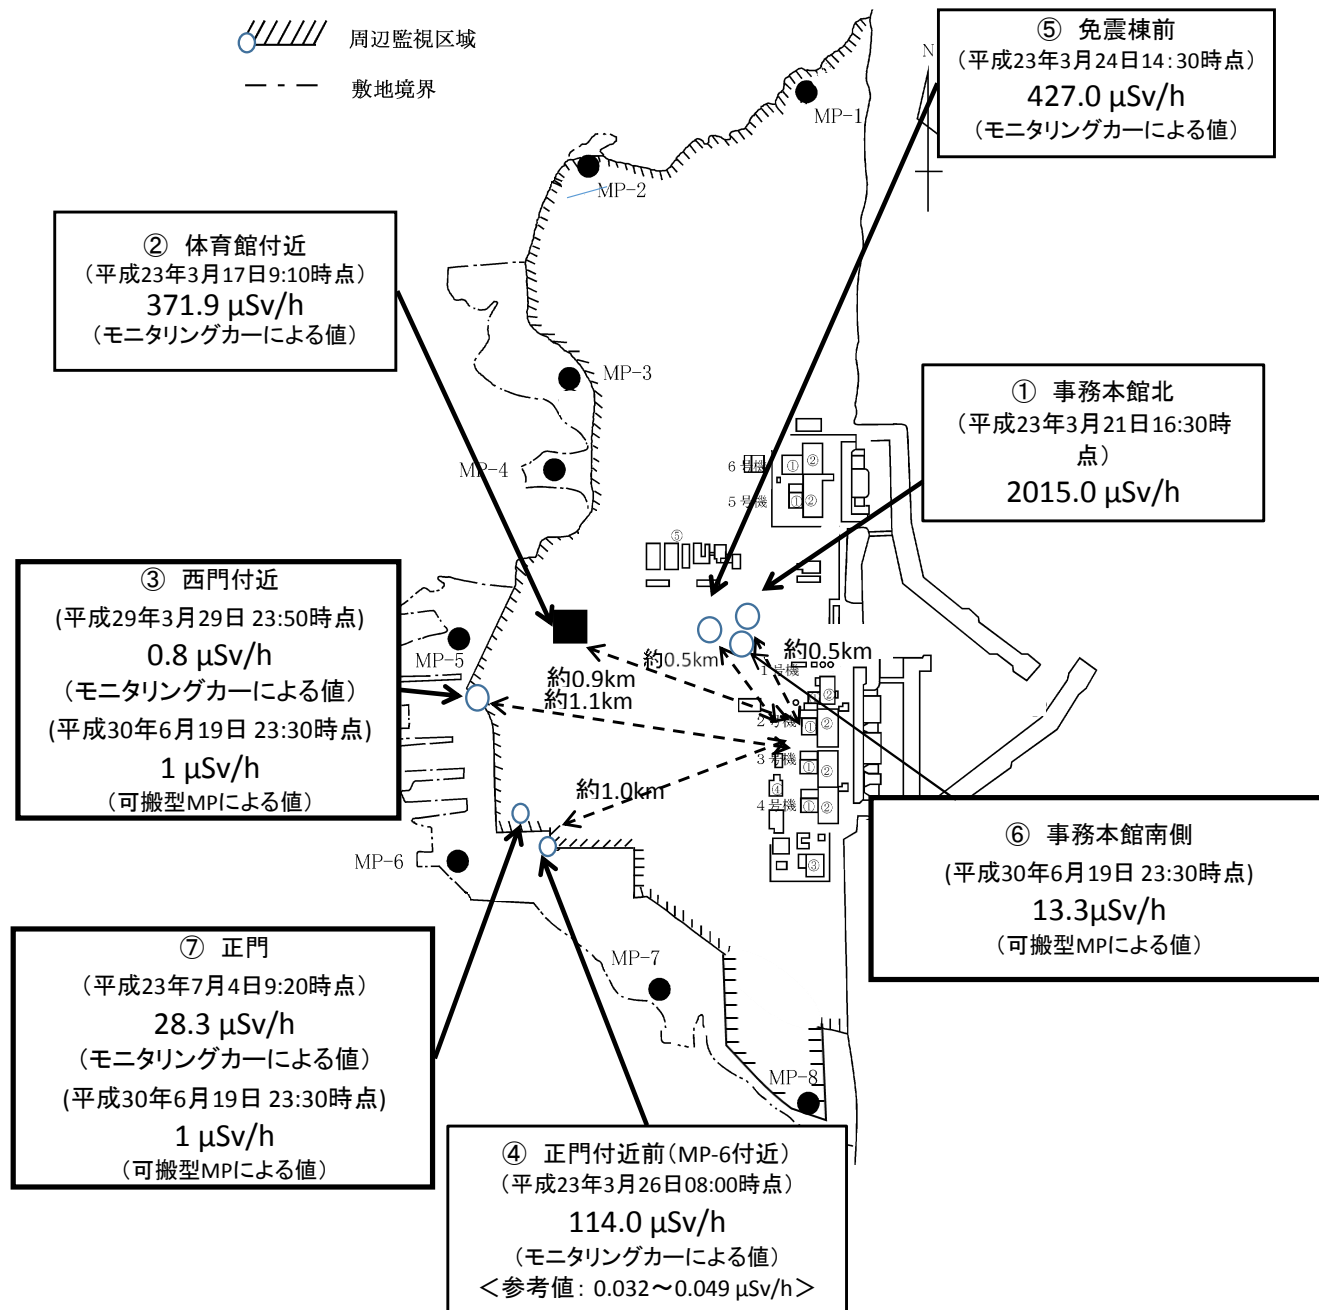 周辺監視区域
敷地境界
⑤ 免震棟前
(平成23年3月24日14:30時点)
427.0 μSv/h
(モニタリングカーによる値)
N
MP-1
MP-2
② 体育館付近
(平成23年3月17日9:10時点)
371.9 μSv/h
(モニタリングカーによる値)
MP-3
① 事務本館北
(平成23年3月21日16:30時
点)
2015.0 μSv/h
MP-4
6号機
① ②
5号機
① ②
⑤
③ 西門付近
(平成29年3月29日 23:50時点)
0.8 μSv/h
(モニタリングカーによる値)
(平成30年6月19日 23:30時点)
1 μSv/h
(可搬型MPによる値)
MP-5
約0.5km
約0.5km
約0.9km
約1.1km
1号機
②
2号機
① ②
3号機
① ②
④
4号機
① ②
③
約1.0km
MP-6
⑥ 事務本館南側
(平成30年6月19日 23:30時点)
13.3μSv/h
(可搬型MPによる値)
⑦ 正門
(平成23年7月4日9:20時点)
28.3 μSv/h
(モニタリングカーによる値)
(平成30年6月19日 23:30時点)
1 μSv/h
(可搬型MPによる値)
MP-7
MP-8
④ 正門付近前(MP-6付近)
(平成23年3月26日08:00時点)
114.0 μSv/h
(モニタリングカーによる値)
<参考値: 0.032～0.049 μSv/h>